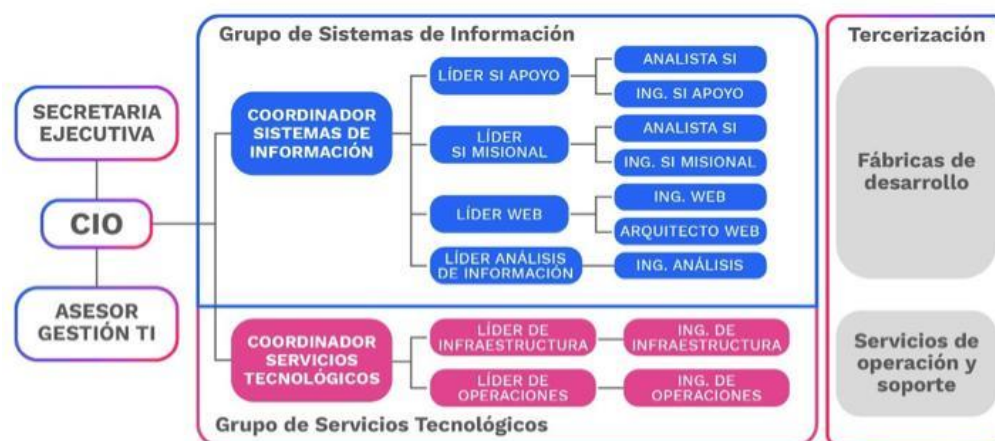 Grupo de Sistemas de Información
Tercerización
SECRETARIA
EJECUTIVA
CIO
ASESOR
GESTIÓN TI
COORDINADOR
SISTEMAS DE
INFORMACIÓN
LÍDER SI APOYO
ANALISTA SI
ING. SI APOYO
LÍDER
SI MISIONAL
ANALISTA SI
ING. SI MISIONAL
LÍDER WEB
ING. WEB
ARQUITECTO WEB
LÍDER ANÁLISIS
DE INFORMACIÓN
ING. ANÁLISIS
COORDINADOR
SERVICIOS
TECNOLÓGICOS
LÍDER DE
INFRAESTRUCTURA
ING. DE
INFRAESTRUCTURA
LÍDER DE
OPERACIONES
ING. DE
OPERACIONES
Grupo de Servicios Tecnológicos
Fábricas de
desarrollo
Servicios de
operación y
soporte